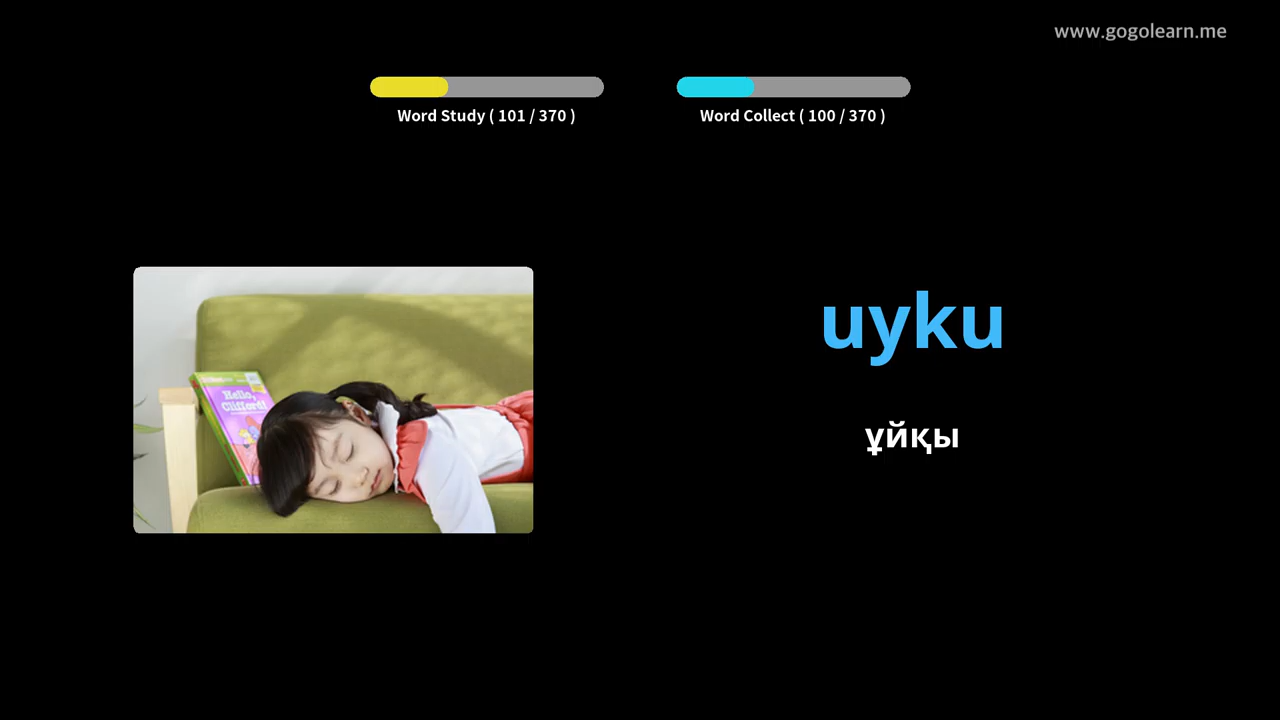 www.gogolearn.me
Word Study ( 101 / 370 )
Word Collect ( 100 / 370 )
Hello,
Clifford!
uyku
ұйқы